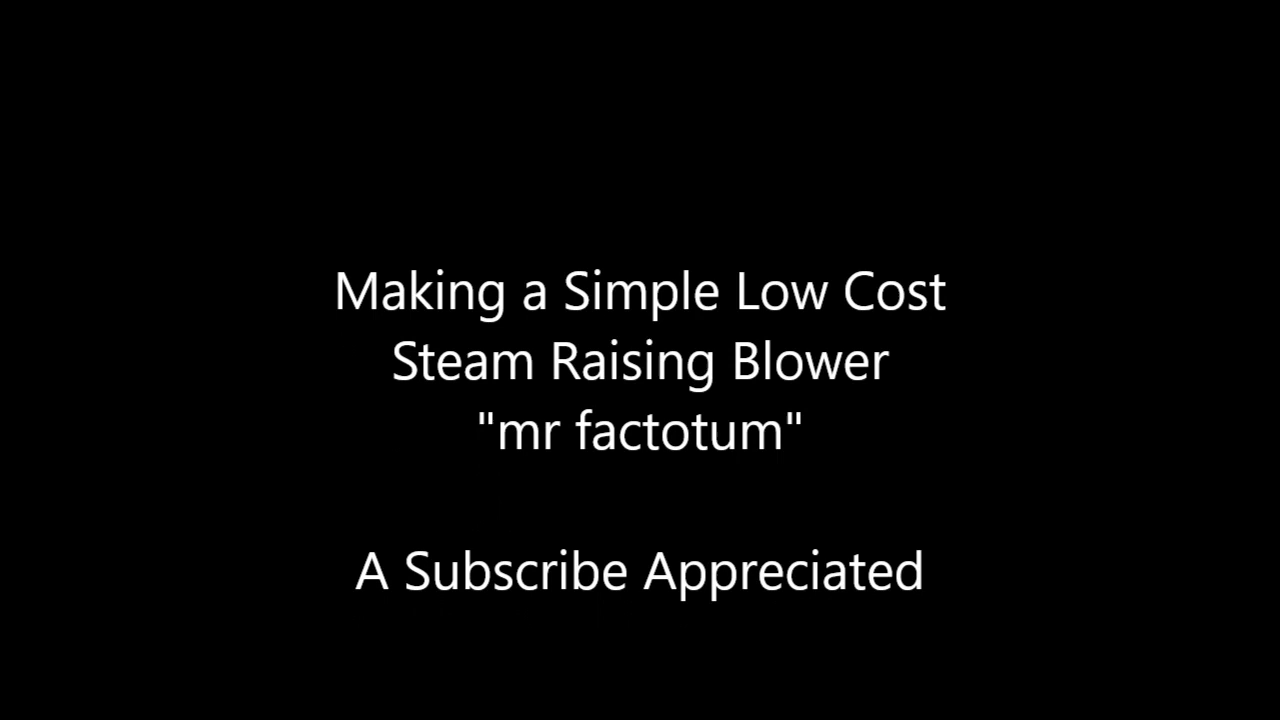 Making a Simple Low Cost
Steam Raising Blower
"mr factotum"
A Subscribe Appreciated